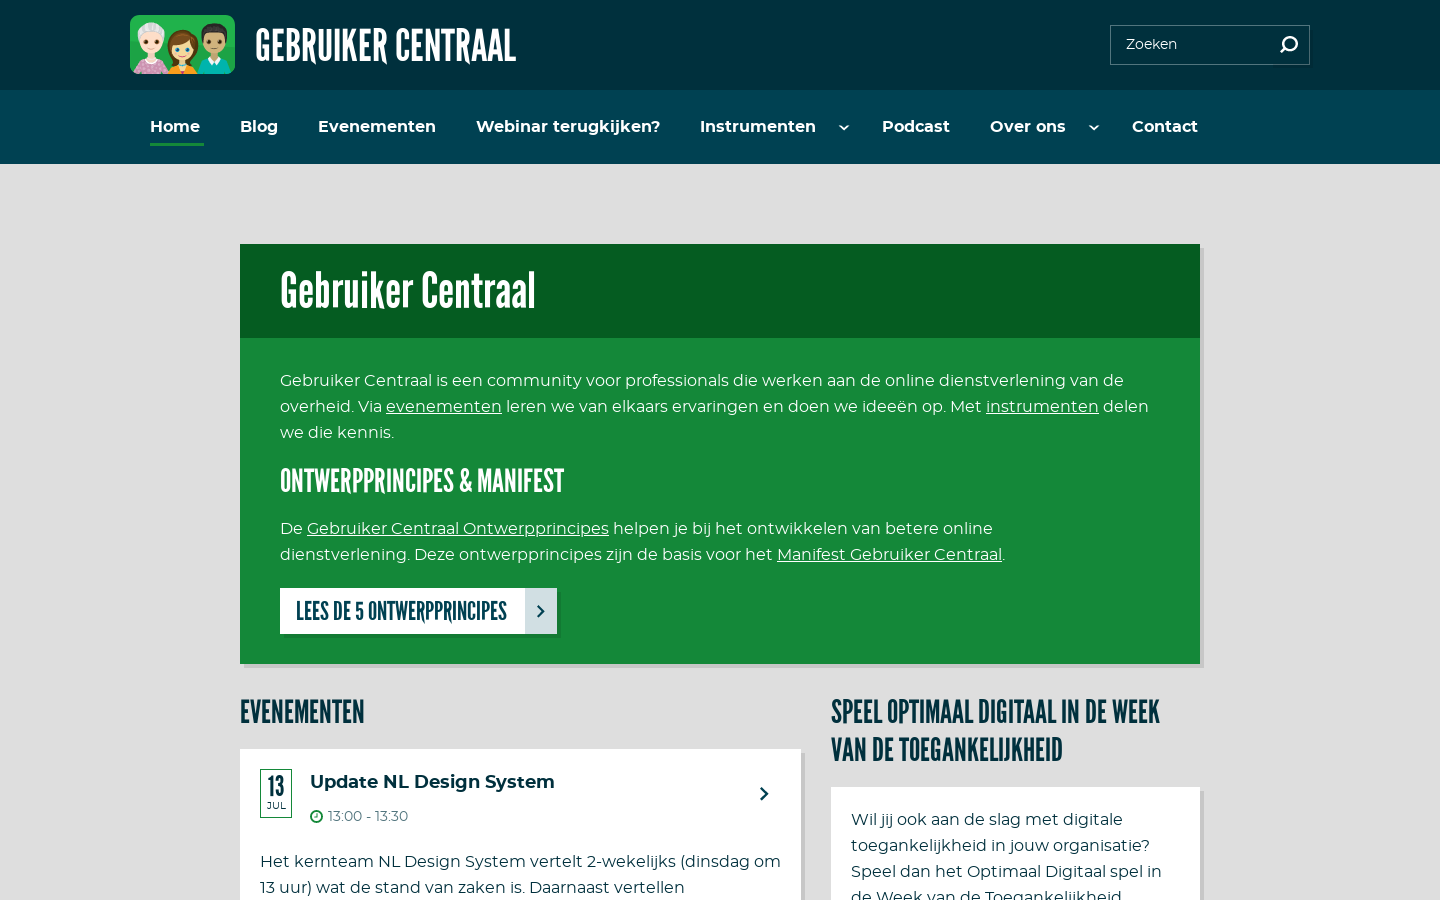 GEBRUIKER CENTRAAL
Zoeken
Home
Blog
Evenementen
Webinar terugkijken?
Instrumenten
Podcast
Over ons
Contact
Gebruiker Centraal
Gebruiker Centraal is een community voor professionals die werken aan de online dienstverlening van de
overheid. Via evenementen leren we van elkaars ervaringen en doen we ideeën op. Met instrumenten delen
we die kennis.
ONTWERPPRINCIPES & MANIFEST
De Gebruiker Centraal Ontwerpprincipes helpen je bij het ontwikkelen van betere online
dienstverlening. Deze ontwerpprincipes zijn de basis voor het Manifest Gebruiker Centraal.
LEES DE 5 ONTWERPPRINCIPES
EVENEMENTEN
13
JUL
Update NL Design System
13:00 - 13:30
Het kernteam NL Design System vertelt 2-wekelijks (dinsdag om
13 uur) wat de stand van zaken is. Daarnaast vertellen
SPEEL OPTIMAAL DIGITAAL IN DE WEEK
VAN DE TOEGANKELIJKHEID
Wil jij ook aan de slag met digitale
toegankelijkheid in jouw organisatie?
Speel dan het Optimaal Digitaal spel in
de Week van de Toegankelijkheid